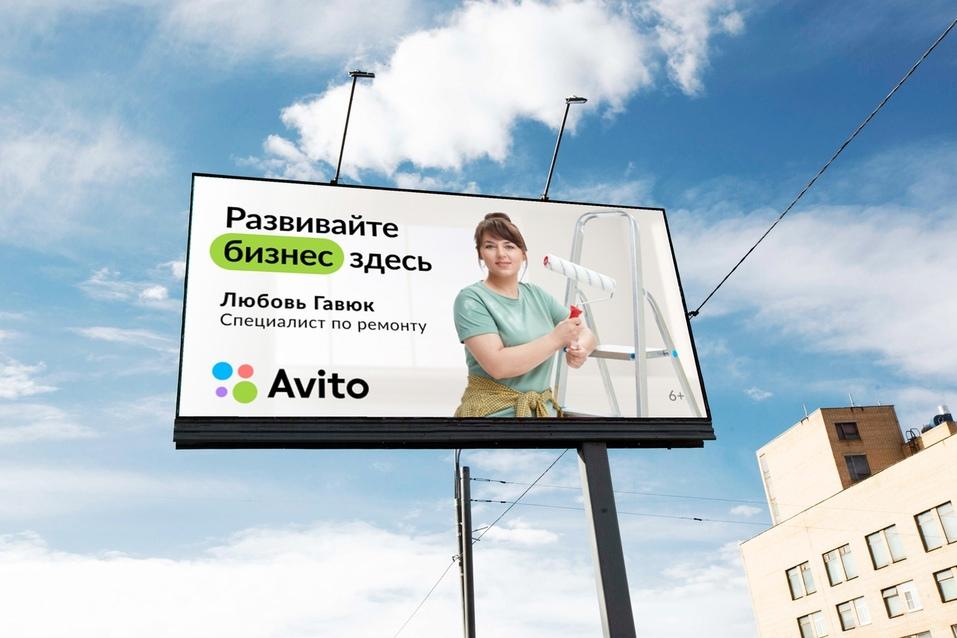 Развивайте
бизнес здесь
Любовь Гавюк
Специалист по ремонту
Avito
6+